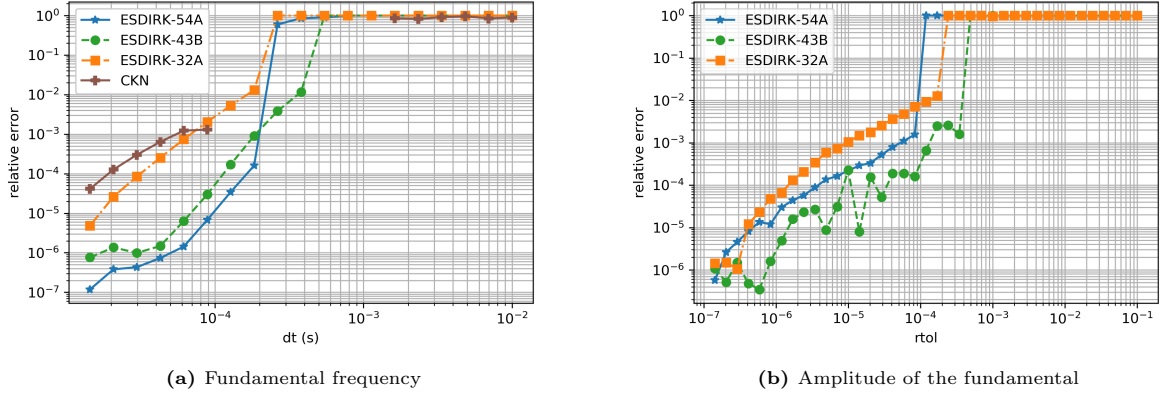 ESDIRK-54A
ESDIRK-43B
ESDIRK-32A
CKN
relative error
10⁰
10⁻¹
10⁻²
10⁻³
10⁻⁴
10⁻⁵
10⁻⁶
10⁻⁷
10⁻⁴
10⁻³
10⁻²
dt (s)
(a) Fundamental frequency
ESDIRK-54A
ESDIRK-43B
ESDIRK-32A
relative error
10⁰
10⁻¹
10⁻²
10⁻³
10⁻⁴
10⁻⁵
10⁻⁶
10⁻⁷
10⁻⁶
10⁻⁵
10⁻⁴
10⁻³
10⁻²
10⁻¹
rtol
(b) Amplitude of the fundamental